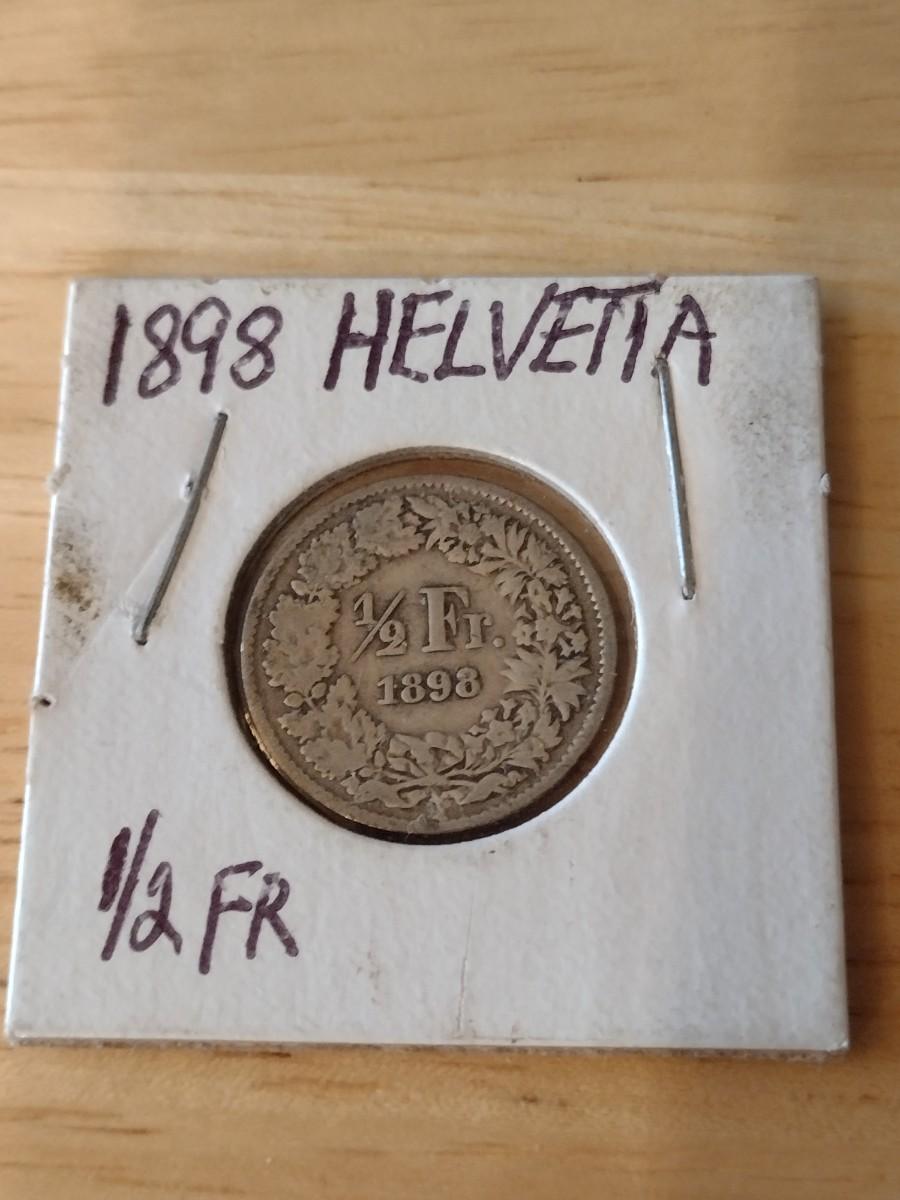 1898 HELVETIA
1/2 Fr.
1898
1/2 FR